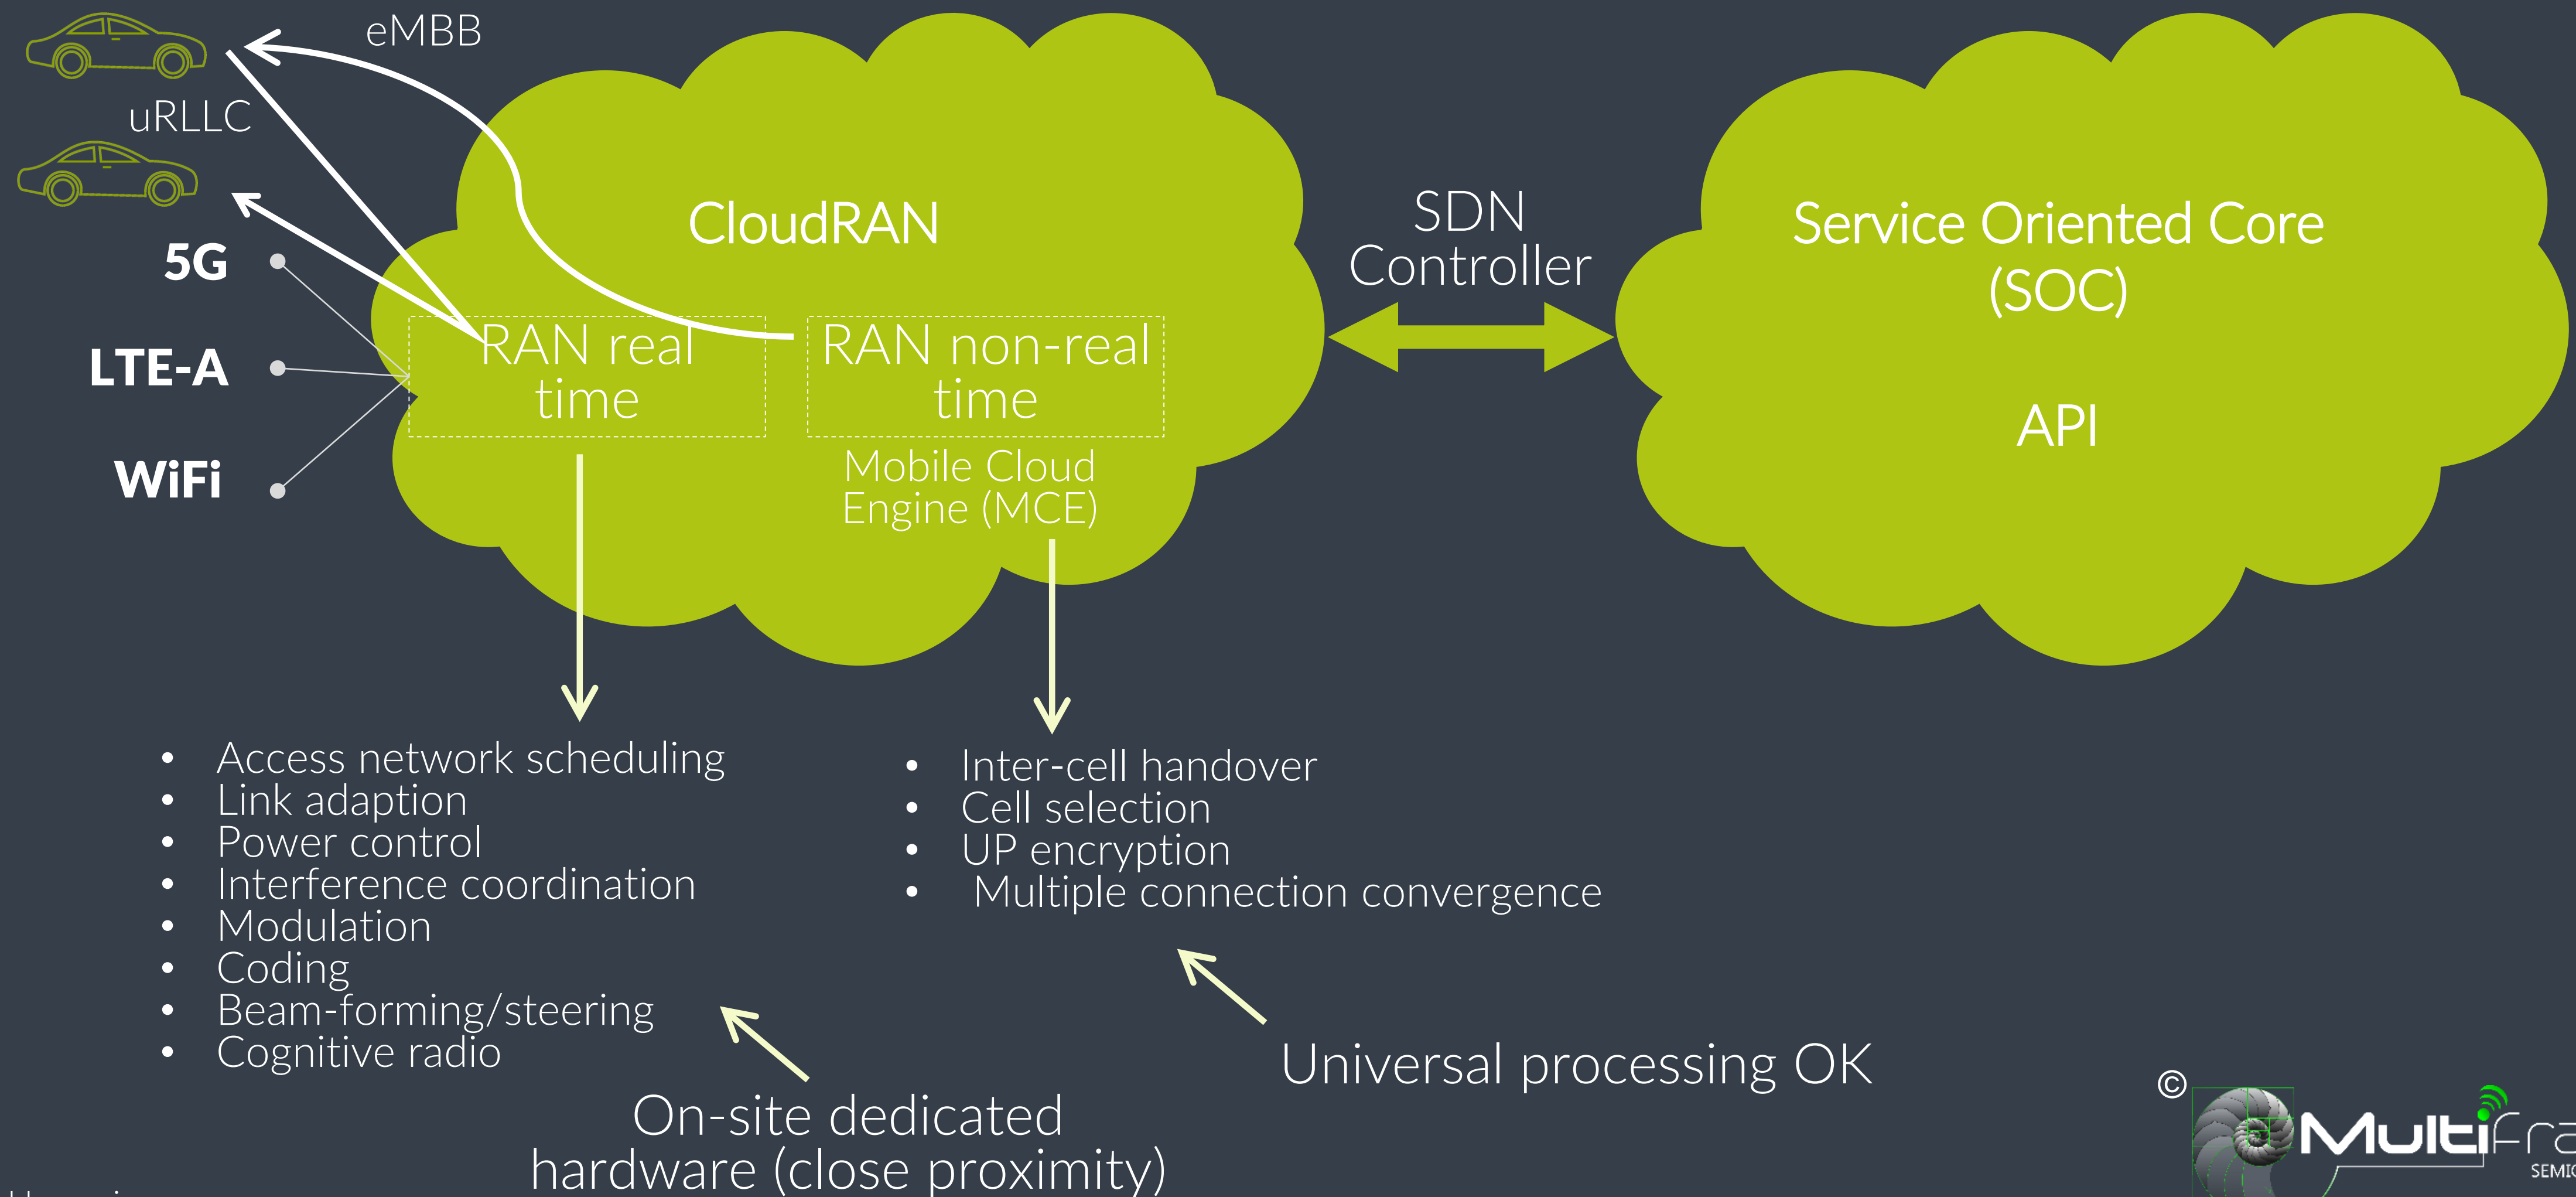 eMBB
uRLLC
5G
LTE-A
WiFi
CloudRAN
RAN real
time
RAN non-real
time
Mobile Cloud
Engine (MCE)
SDN
Controller
Service Oriented Core
(SOC)
API
• Access network scheduling
• Link adaption
• Power control
• Interference coordination
• Modulation
• Coding
• Beam-forming/steering
• Cognitive radio
• Inter-cell handover
• Cell selection
• UP encryption
• Multiple connection convergence
On-site dedicated
hardware (close proximity)
Universal processing OK
©
MultiFra
SEMIC